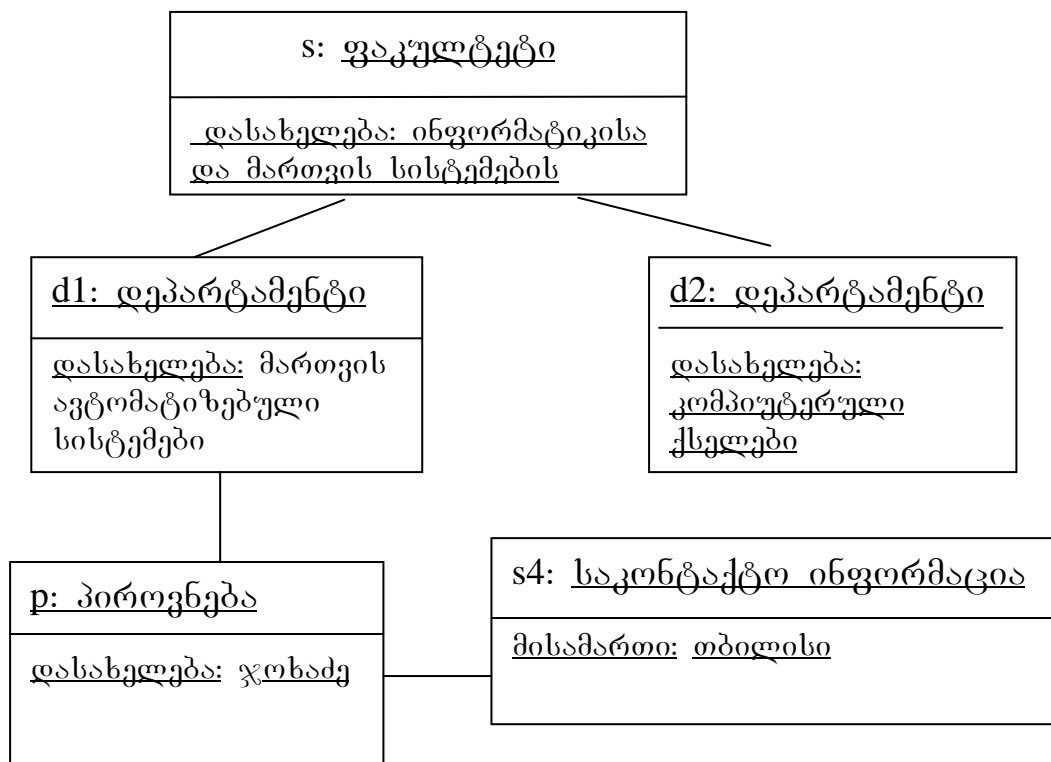 s: ფაკულტეტი
დასახელება: ინფორმატიკისა
და მართვის სისტემების
d1: დეპარტამენტი
დასახელება: მართვის
ავტომატიზებული
სისტემები
d2: დეპარტამენტი
დასახელება:
კომპიუტერული
ქსელები
p: პიროვნება
დასახელება: ჯოხაძე
s4: საკონტაქტო ინფორმაცია
მისამართი: თბილისი